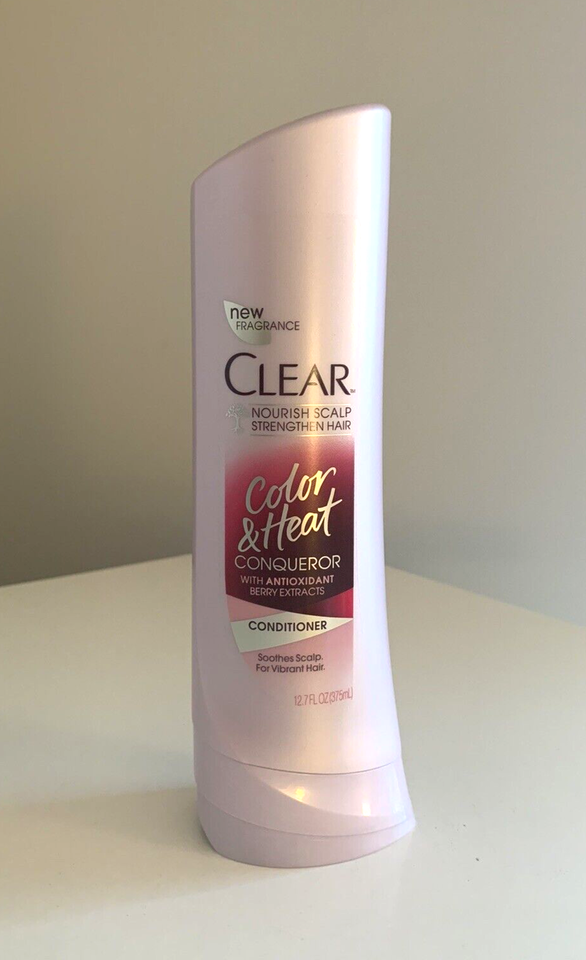 new
FRAGRANCE
CLEAR™
NOURISH SCALP
STRENGTHEN HAIR
Color
&Heat
CONQUEROR
WITH ANTIOXIDANT
BERRY EXTRACTS
CONDITIONER
Soothes Scalp.
For Vibrant Hair.
12.7 FL OZ (375mL)